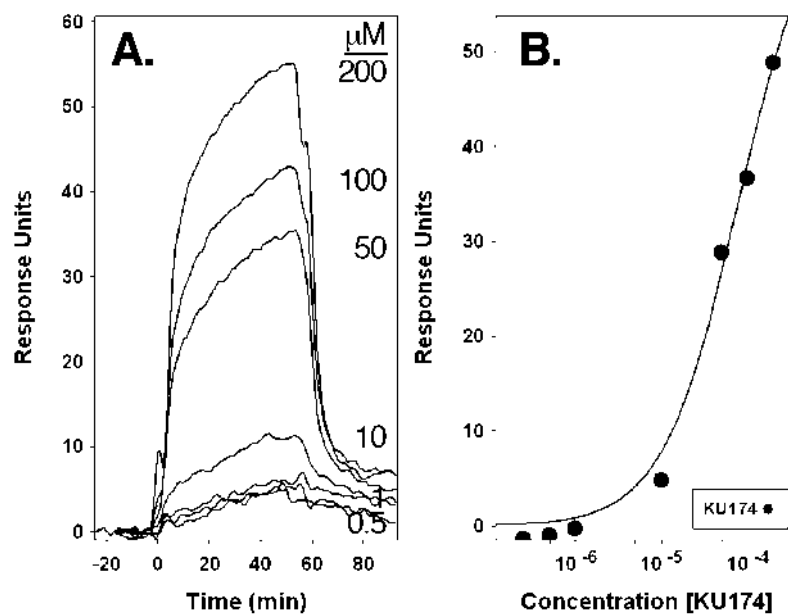 A.
μM
200
100
50
10
1
0.5
60
50
40
30
20
10
0
-20 0 20 40 60 80
Response Units
Time (min)
B.
50
40
30
20
10
0
10-6 10-5 10-4
Response Units
Concentration [KU174]
KU174